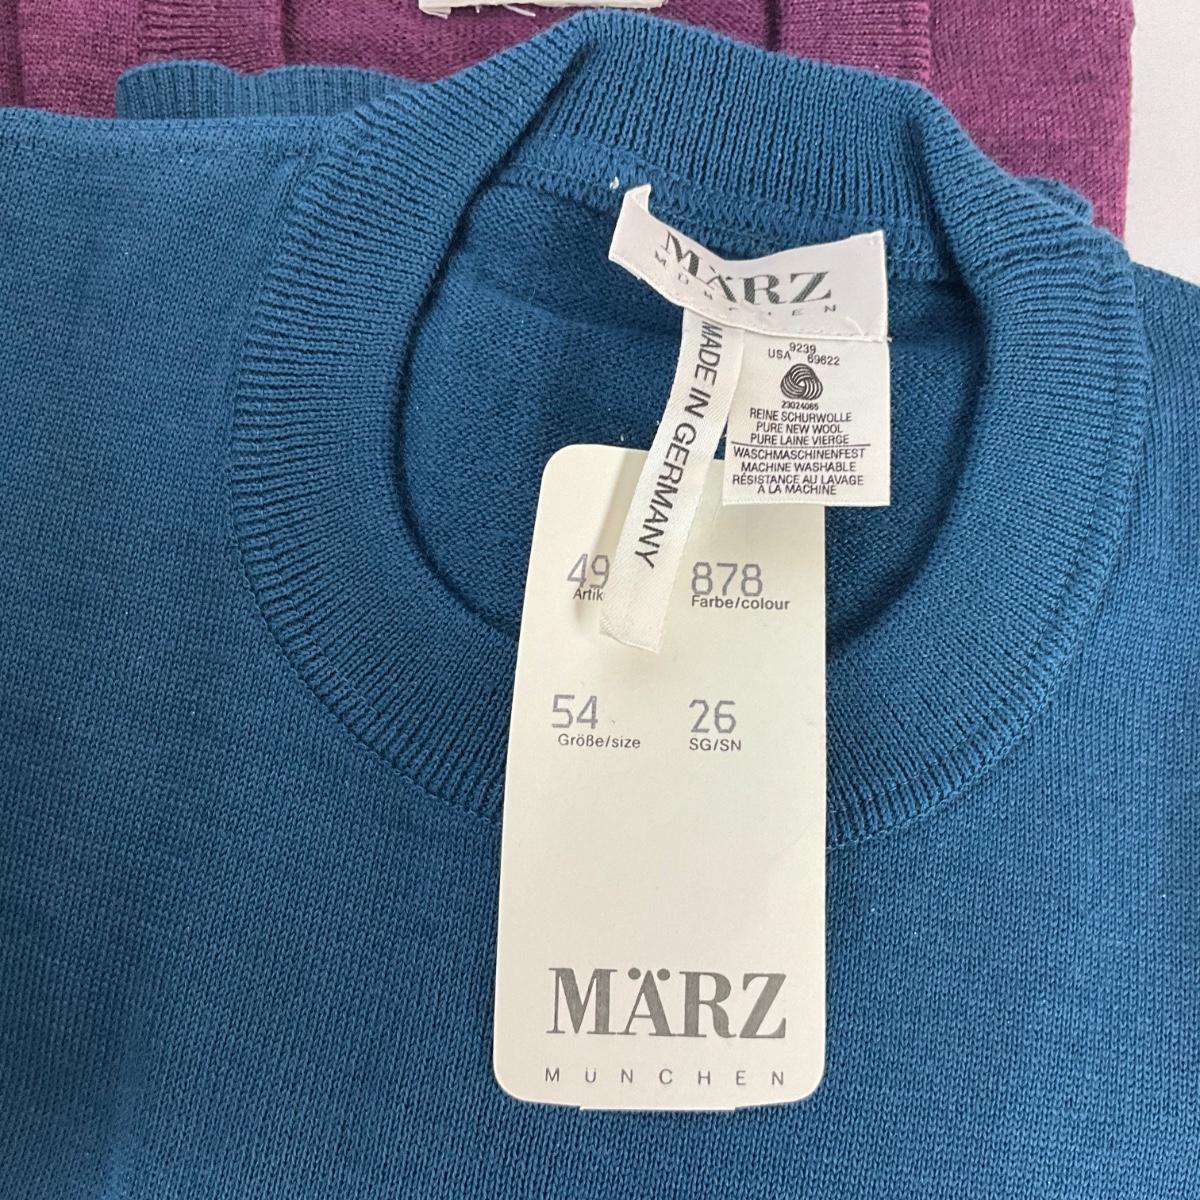 MÄRZ
MÜNCHEN
9239
USA 69622
23024065
REINE SCHURWOLLE
PURE NEW WOOL
PURE LAINE VIERGE
WASCHMASCHINENFEST
MACHINE WASHABLE
RÉSISTANCE AU LAVAGE
À LA MACHINE
MADE IN GERMANY
49 878
Artik Farbe/colour
54 26
Größe/size SG/SN
MÄRZ
MÜNCHEN